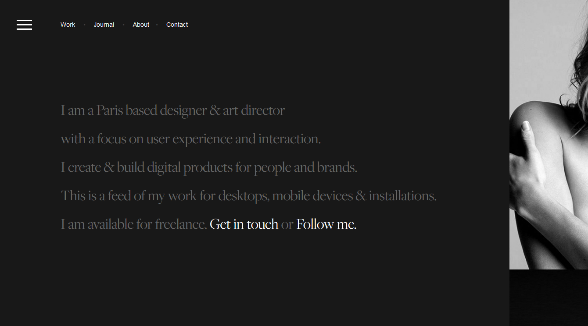 Work · Journal · About · Contact
I am a Paris based designer & art director
with a focus on user experience and interaction.
I create & build digital products for people and brands.
This is a feed of my work for desktops, mobile devices & installations.
I am available for freelance. Get in touch or Follow me.